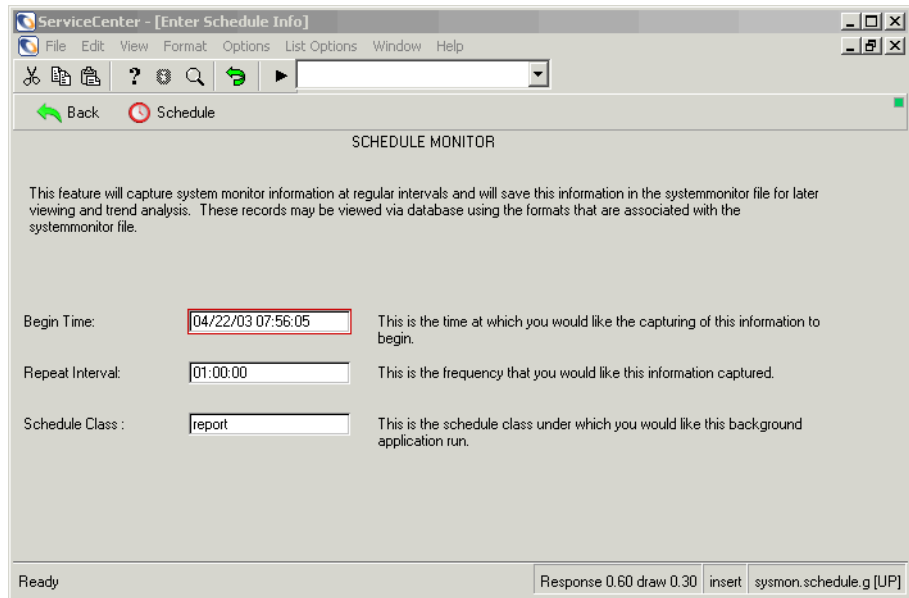 ServiceCenter - [Enter Schedule Info]
File Edit View Format Options List Options Window Help
Back Schedule
SCHEDULE MONITOR
This feature will capture system monitor information at regular intervals and will save this information in the systemmonitor file for later
viewing and trend analysis. These records may be viewed via database using the formats that are associated with the
systemmonitor file.
Begin Time: 04/22/03 07:56:05 This is the time at which you would like the capturing of this information to
begin.
Repeat Interval: 01:00:00 This is the frequency that you would like this information captured.
Schedule Class : report This is the schedule class under which you would like this background
application run.
Ready Response 0.60 draw 0.30 insert sysmon.schedule.g [UP]